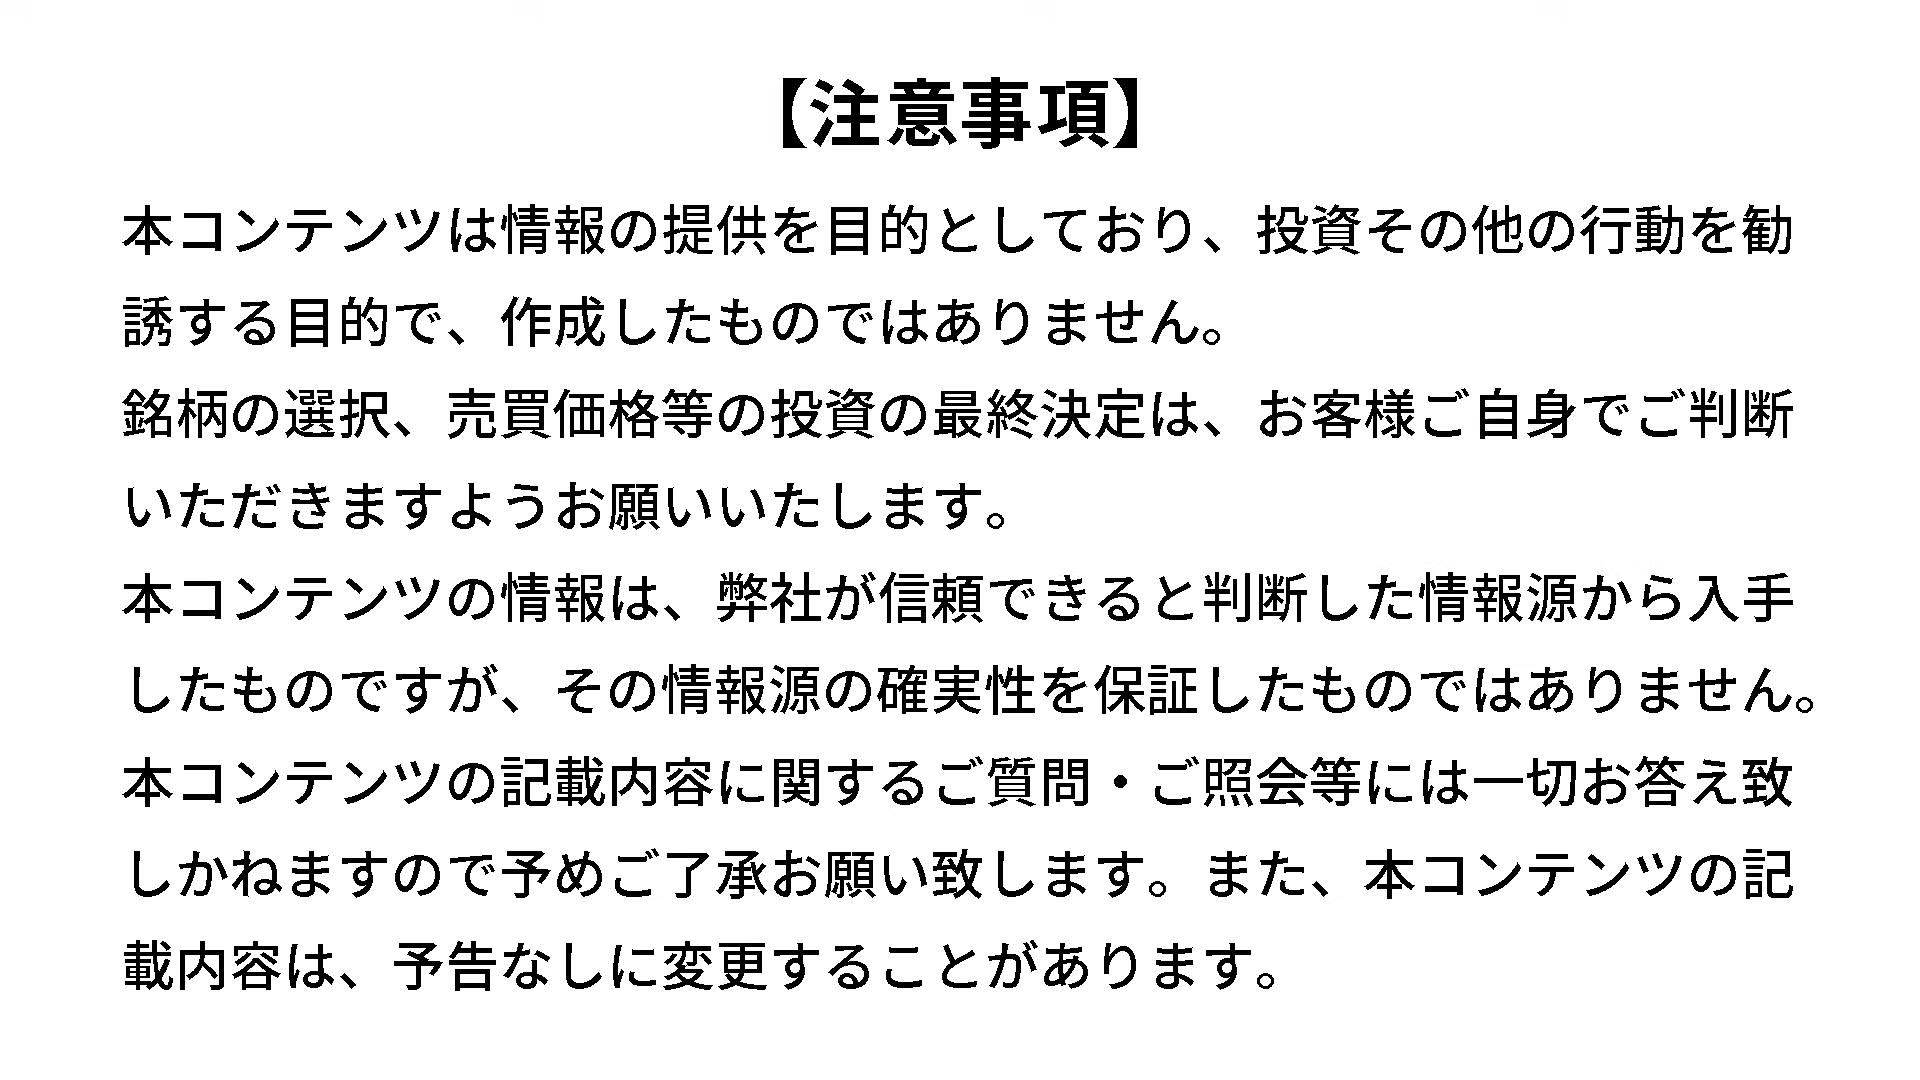 【注意事項】
本コンテンツは情報の提供を目的としており、投資その他の行動を勧
誘する目的で、作成したものではありません。
銘柄の選択、売買価格等の投資の最終決定は、お客様ご自身でご判断
いただきますようお願いいたします。
本コンテンツの情報は、弊社が信頼できると判断した情報源から入手
したものですが、その情報源の確実性を保証したものではありません。
本コンテンツの記載内容に関するご質問・ご照会等には一切お答え致
しかねますので予めご了承お願い致します。また、本コンテンツの記
載内容は、予告なしに変更することがあります。